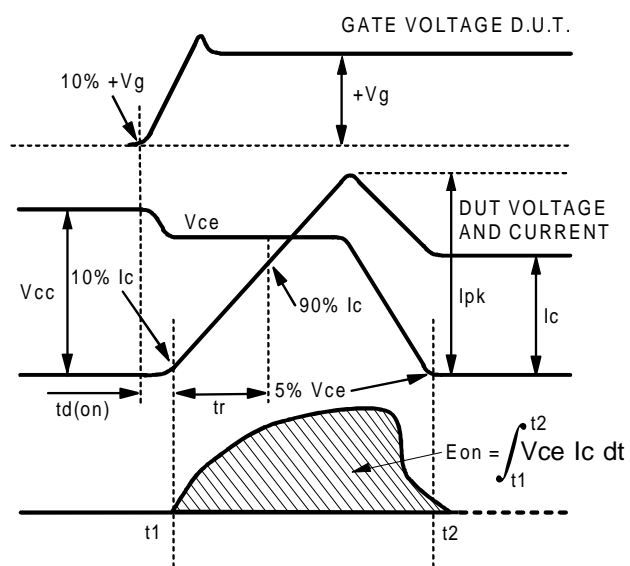 GATE VOLTAGE D.U.T.
10% +Vg
+Vg
Vce
DUT VOLTAGE
AND CURRENT
Vcc
10% Ic
90% Ic
Ipk
Ic
td(on)
tr
5% Vce
Eon = ∫ Vce Ic dt
t2
t1
t1
t2